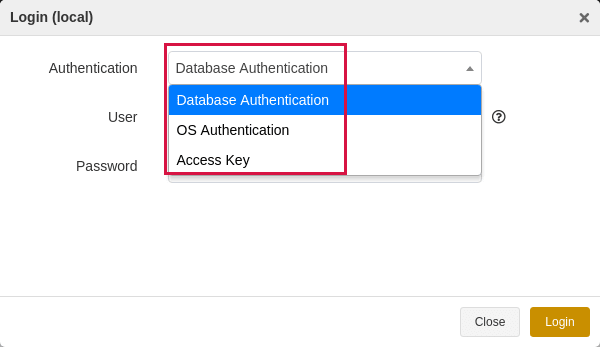 Login (local)
Authentication
Database Authentication
Database Authentication
User
OS Authentication
Password
Access Key
Close
Login